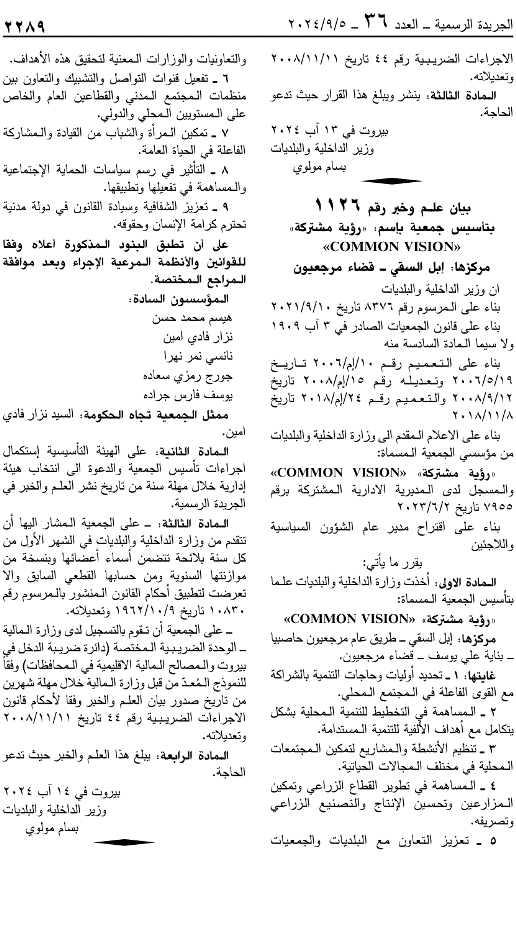 الجريدة الرسمية ــ العدد ٣٦ ــ ٢٠٢٤/٩/٥
٢٢٨٩
الاجراءات الضريبية رقم ٤٤ تاريخ ٢٠٠٨/١١/١١
وتعديلاته.
المادة الثالثة: ينشر ويبلغ هذا القرار حيث تدعو
الحاجة.
بيروت في ١٣ آب ٢٠٢٤
وزير الداخلية والبلديات
بسام مولوي
بيان علم وخبر رقم ١١٢٦
بتأسيس جمعية بإسم: «رؤية مشتركة»
«COMMON VISION»
مركزها: إبل السقي ــ قضاء مرجعيون
ان وزير الداخلية والبلديات
بناء على المرسوم رقم ٨٣٧٦ تاريخ ٢٠٢١/٩/١٠
بناء على قانون الجمعيات الصادر في ٣ آب ١٩٠٩
ولا سيما المادة السادسة منه
بناء على التعميم رقم ١٠/إم/٢٠٠٦ تاريخ
٢٠٠٦/٥/١٩ وتعديله رقم ١٥/إم/٢٠٠٨ تاريخ
٢٠٠٨/٩/١٢ والتعميم رقم ٢٤/إم/٢٠١٨ تاريخ
٢٠١٨/١١/٨
بناء على الاعلام المقدم الى وزارة الداخلية والبلديات
من مؤسسي الجمعية المسماة:
«رؤية مشتركة» «COMMON VISION»
والمسجل لدى المديرية الادارية المشتركة برقم
٧٩٥٥ تاريخ ٢٠٢٣/٦/٢
بناء على اقتراح مدير عام الشؤون السياسية
واللاجئين
يقرر ما يأتي:
المادة الاولى: أخذت وزارة الداخلية والبلديات علما
بتأسيس الجمعية المسماة:
«رؤية مشتركة» «COMMON VISION»
مركزها: إبل السقي ــ طريق عام مرجعيون حاصبيا
ــ بناية علي يوسف ــ قضاء مرجعيون.
غايتها: ١ ــ تحديد أوليات وحاجات التنمية بالشراكة
مع القوى الفاعلة في المجتمع المحلي.
٢ ــ المساهمة في التخطيط للتنمية المحلية بشكل
يتكامل مع أهداف الألفية للتنمية المستدامة.
٣ ــ تنظيم الأنشطة والمشاريع لتمكين المجتمعات
المحلية في مختلف المجالات الحياتية.
٤ ــ المساهمة في تطوير القطاع الزراعي وتمكين
المزارعين وتحسين الإنتاج والتصنيع الزراعي
وتصريفه.
٥ ــ تعزيز التعاون مع البلديات والجمعيات
والتعاونيات والوزارات المعنية لتحقيق هذه الأهداف.
٦ ــ تفعيل قنوات التواصل والتشبيك والتعاون بين
منظمات المجتمع المدني والقطاعين العام والخاص
على المستويين المحلي والدولي.
٧ ــ تمكين المرأة والشباب من القيادة والمشاركة
الفاعلة في الحياة العامة.
٨ ــ التأثير في رسم سياسات الحماية الإجتماعية
والمساهمة في تفعيلها وتطبيقها.
٩ ــ تعزيز الشفافية وسيادة القانون في دولة مدنية
تحترم كرامة الإنسان وحقوقه.
على أن تطبق البنود المذكورة أعلاه وفقا
للقوانين والأنظمة المرعية الإجراء وبعد موافقة
المراجع المختصة.
المؤسسون السادة:
هيسم محمد حسن
نزار فادي امين
نانسي نمر نهرا
جورج رمزي سعاده
يوسف فارس جراده
ممثل الجمعية تجاه الحكومة: السيد نزار فادي
امين.
المادة الثانية: على الهيئة التأسيسية إستكمال
اجراءات تأسيس الجمعية والدعوة الى انتخاب هيئة
إدارية خلال مهلة سنة من تاريخ نشر العلم والخبر في
الجريدة الرسمية.
المادة الثالثة: ــ على الجمعية المشار اليها أن
تتقدم من وزارة الداخلية والبلديات في الشهر الأول من
كل سنة بلائحة تتضمن أسماء أعضائها وبنسخة من
موازنتها السنوية ومن حسابها القطعي السابق والا
تعرضت لتطبيق أحكام القانون المنشور بالمرسوم رقم
١٠٨٣٠ تاريخ ١٩٦٢/١٠/٩ وتعديلاته.
ــ على الجمعية أن تقوم بالتسجيل لدى وزارة المالية
ــ الوحدة الضريبية المختصة (دائرة ضريبة الدخل في
بيروت والمصالح المالية الاقليمية في المحافظات) وفقاً
للنموذج المُعدّ من قبل وزارة المالية خلال مهلة شهرين
من تاريخ صدور بيان العلم والخبر وفقا لأحكام قانون
الاجراءات الضريبية رقم ٤٤ تاريخ ٢٠٠٨/١١/١١
وتعديلاته.
المادة الرابعة: يبلغ هذا العلم والخبر حيث تدعو
الحاجة.
بيروت في ١٤ آب ٢٠٢٤
وزير الداخلية والبلديات
بسام مولوي